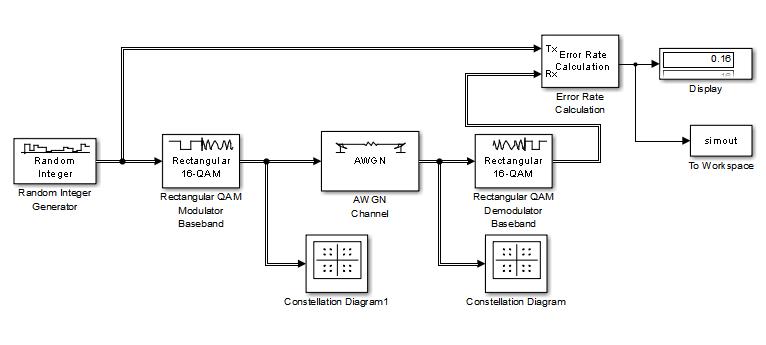 Tx
Rx
Error Rate
Calculation
Error Rate
Calculation
0.16
Display
simout
To Workspace
Random
Integer
Random Integer
Generator
Rectangular
16-QAM
Rectangular QAM
Modulator
Baseband
AWGN
AWGN
Channel
Rectangular
16-QAM
Rectangular QAM
Demodulator
Baseband
Constellation Diagram1
Constellation Diagram